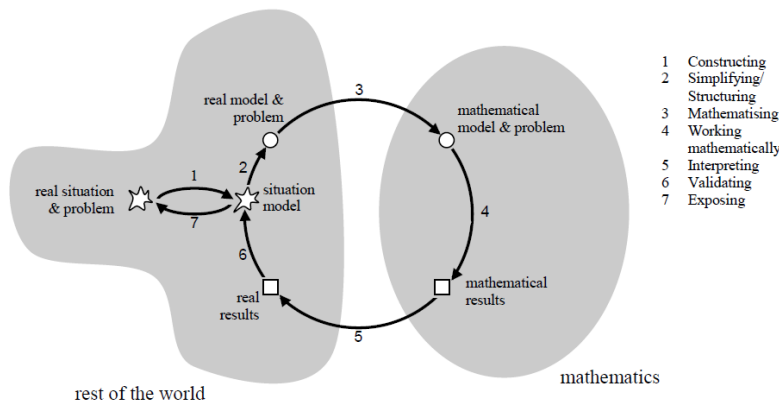 real model &
problem
3
mathematical
model & problem
1
2
real situation
& problem
situation
model
7
4
6
real
results
mathematical
results
5
rest of the world
mathematics
1 Constructing
2 Simplifying/
Structuring
3 Mathematising
4 Working
mathematically
5 Interpreting
6 Validating
7 Exposing